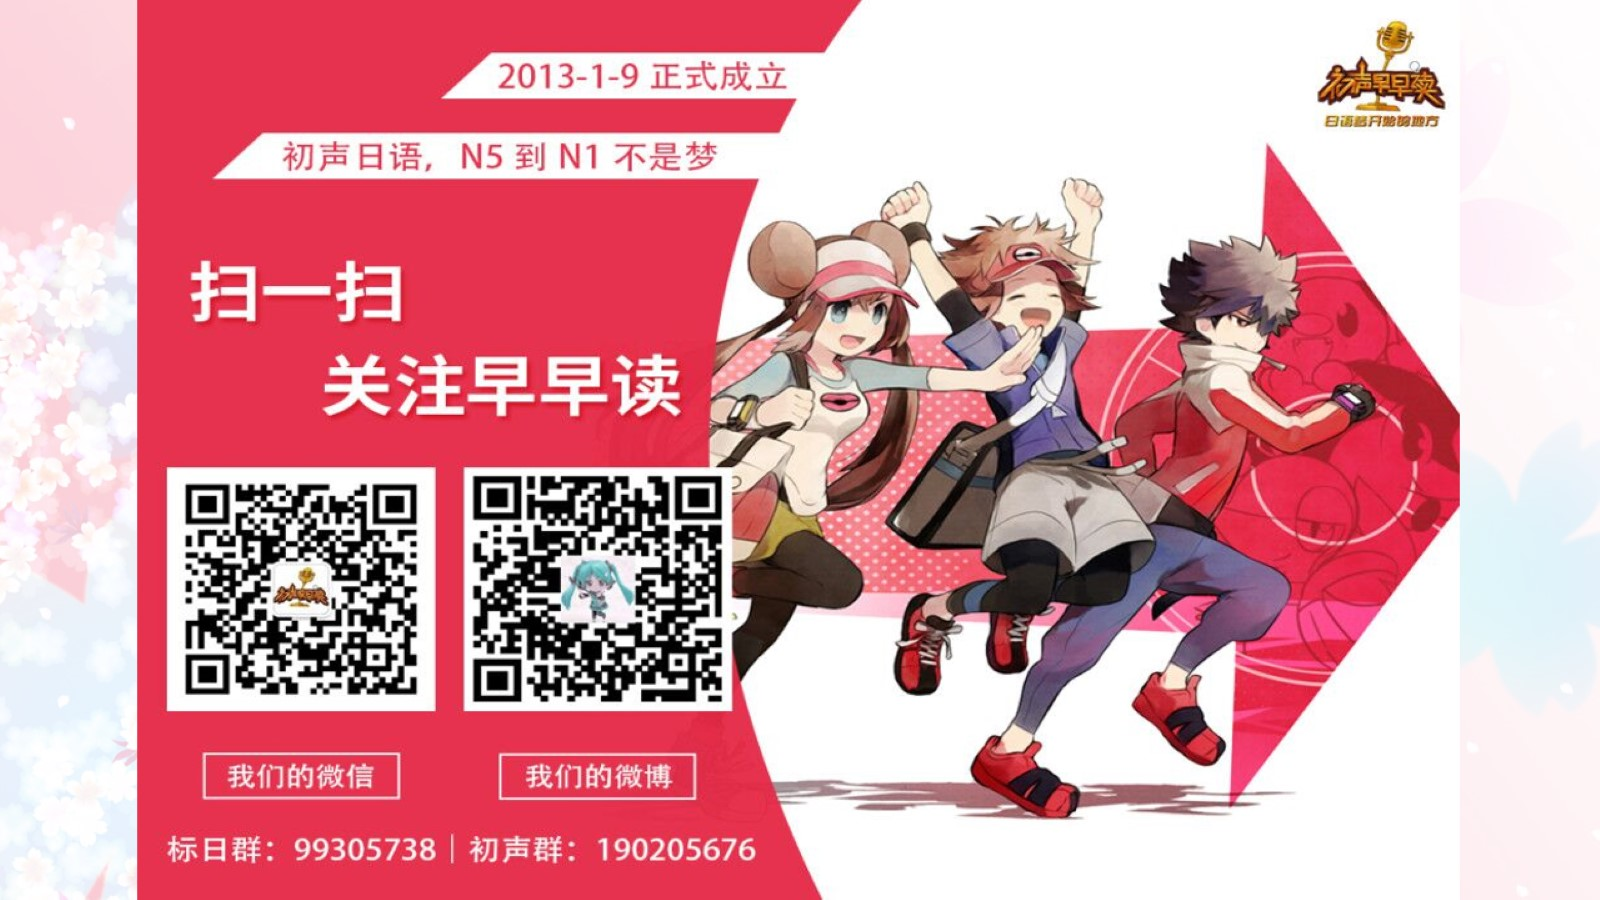 2013-1-9 正式成立
初声日语，N5 到 N1 不是梦
初声早早读
日语梦开始的地方
扫一扫
关注早早读
我们的微信
我们的微博
标日群：99305738｜初声群：190205676